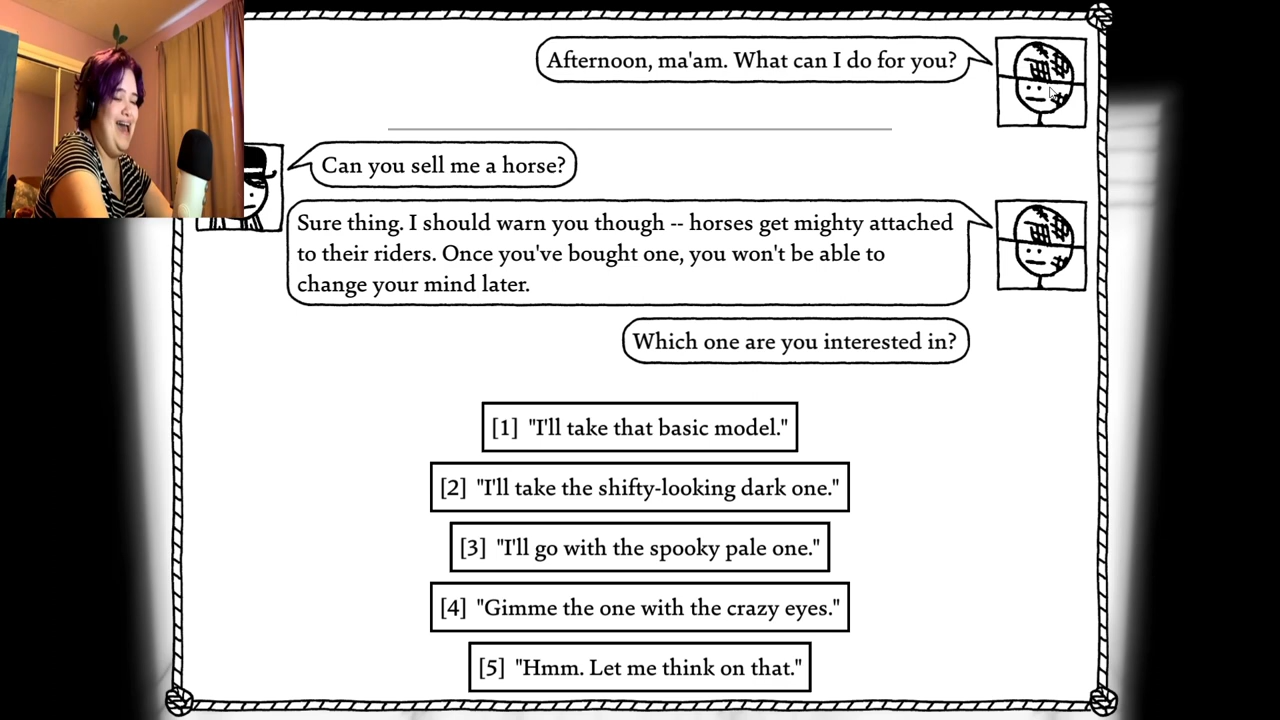 Afternoon, ma'am. What can I do for you?
Can you sell me a horse?
Sure thing. I should warn you though -- horses get mighty attached
to their riders. Once you've bought one, you won't be able to
change your mind later.
Which one are you interested in?
[1] "I'll take that basic model."
[2] "I'll take the shifty-looking dark one."
[3] "I'll go with the spooky pale one."
[4] "Gimme the one with the crazy eyes."
[5] "Hmm. Let me think on that."